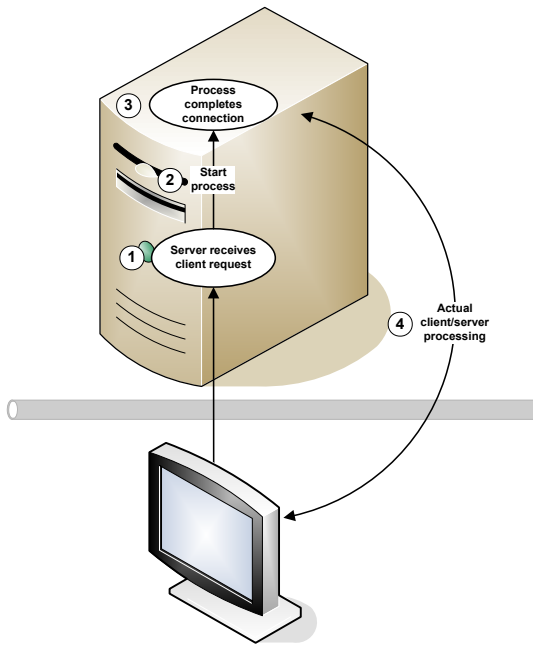 3
Process
completes
connection
2
Start
process
1
Server receives
client request
4
Actual
client/server
processing